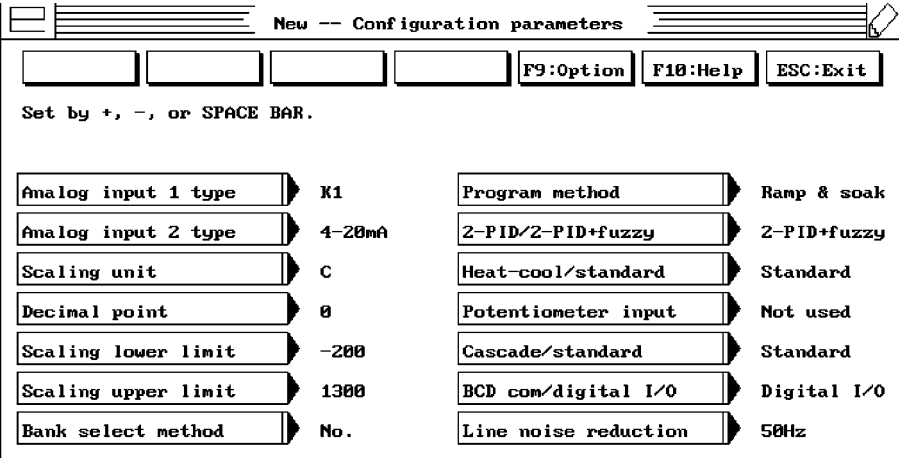 New -- Configuration parameters
F9:Option F10:Help ESC:Exit
Set by +, -, or SPACE BAR.
Analog input 1 type K1
Analog input 2 type 4-20mA
Scaling unit C
Decimal point 0
Scaling lower limit -200
Scaling upper limit 1300
Bank select method No.
Program method Ramp & soak
2-PID/2-PID+fuzzy 2-PID+fuzzy
Heat-cool/standard Standard
Potentiometer input Not used
Cascade/standard Standard
BCD com/digital I/O Digital I/O
Line noise reduction 50Hz